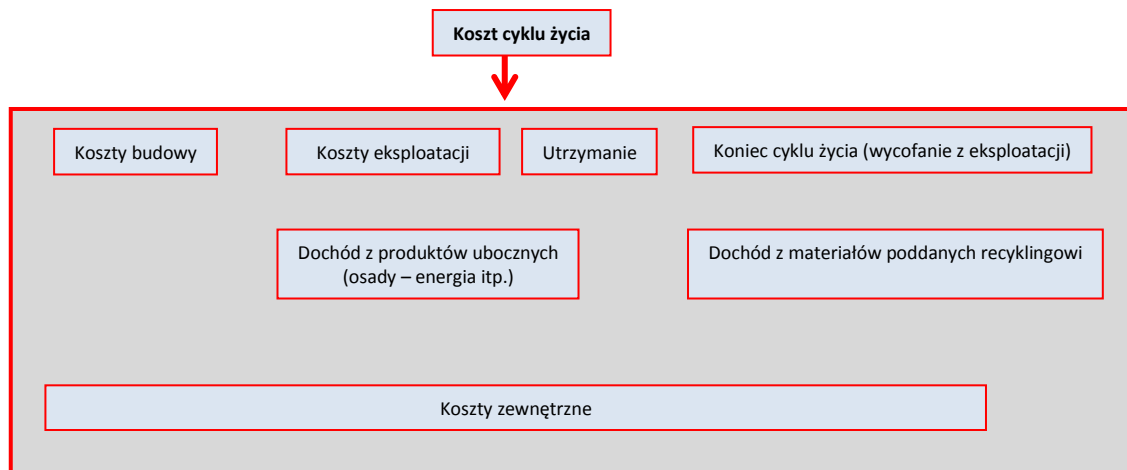 Koszt cyklu życia
Koszty budowy
Koszty eksploatacji
Utrzymanie
Koniec cyklu życia (wycofanie z eksploatacji)
Dochód z produktów ubocznych
(osady – energia itp.)
Dochód z materiałów poddanych recyklingowi
Koszty zewnętrzne